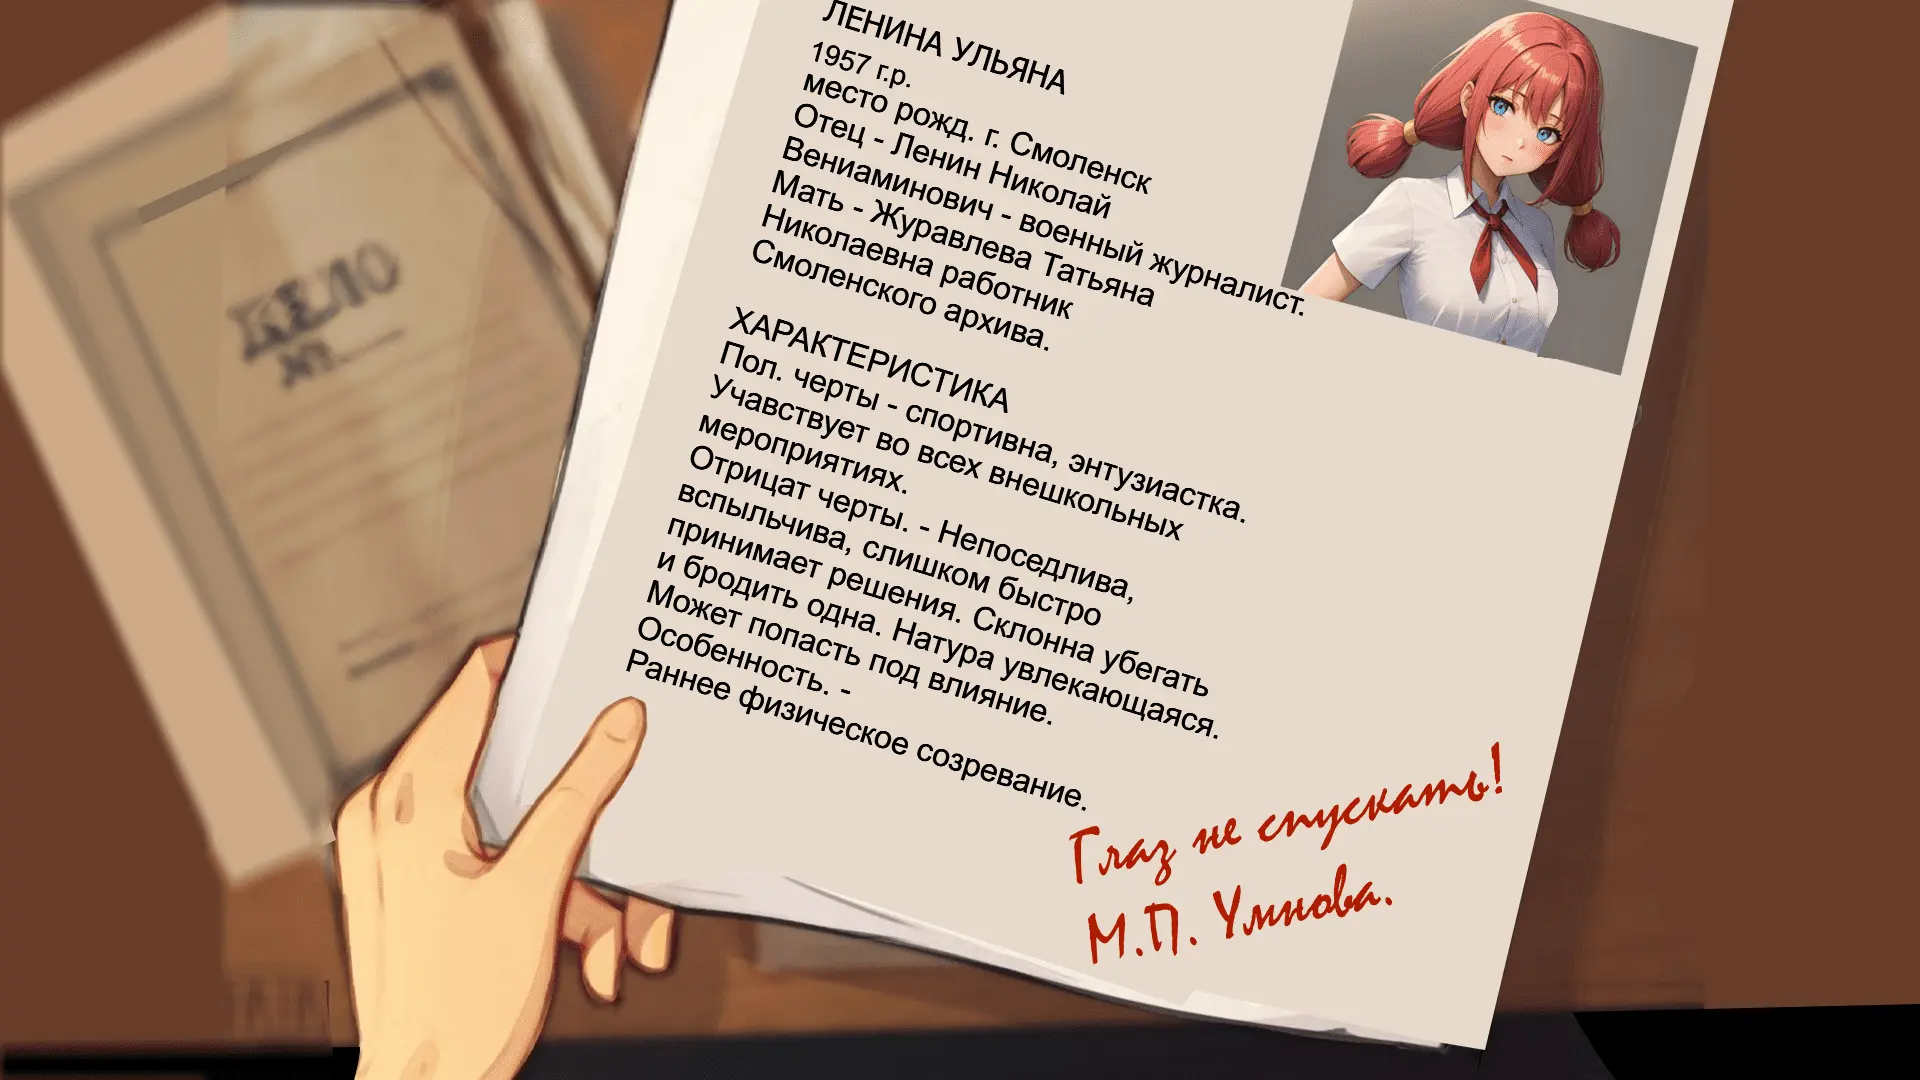 ДЕЛО
№
ЛЕНИНА УЛЬЯНА
1957 г.р.
место рожд. г. Смоленск
Отец - Ленин Николай
Вениаминович - военный журналист.
Мать - Журавлева Татьяна
Николаевна работник
Смоленского архива.
ХАРАКТЕРИСТИКА
Пол. черты - спортивна, энтузиастка.
Учавствует во всех внешкольных
мероприятиях.
Отрицат черты. - Непоседлива,
вспыльчива, слишком быстро
принимает решения. Склонна убегать
и бродить одна. Натура увлекающаяся.
Может попасть под влияние.
Особенность. -
Раннее физическое созревание.
Глаз не спускать!
М.П. Умнова.